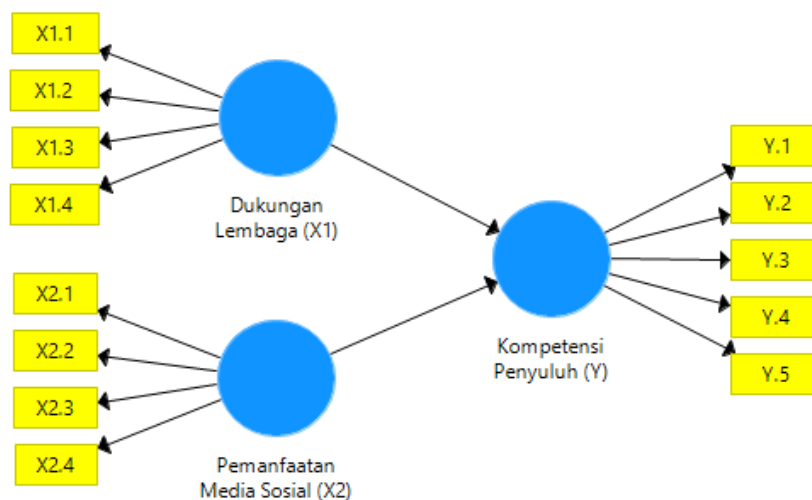 X1.1
X1.2
X1.3
X1.4
Dukungan
Lembaga (X1)
X2.1
X2.2
X2.3
X2.4
Pemanfaatan
Media Sosial (X2)
Kompetensi
Penyuluh (Y)
Y.1
Y.2
Y.3
Y.4
Y.5